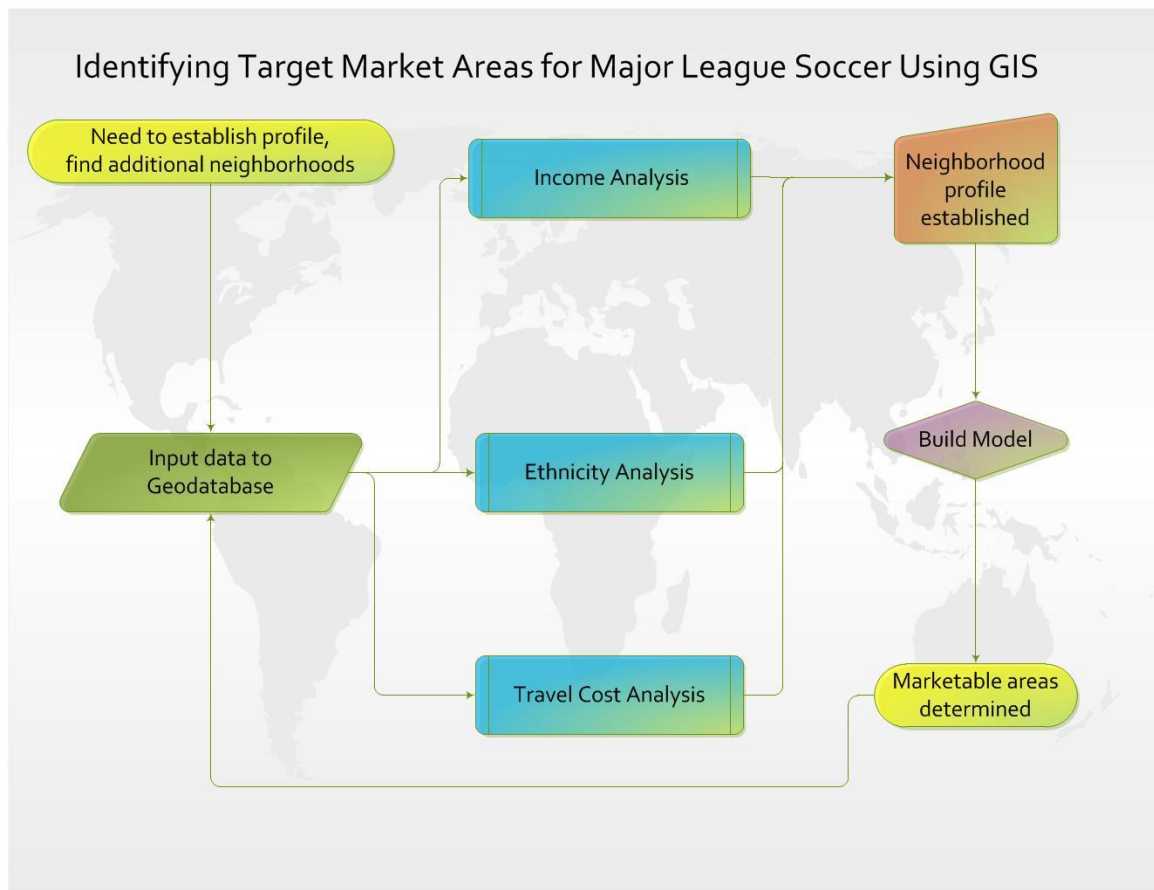 Identifying Target Market Areas for Major League Soccer Using GIS
Need to establish profile,
find additional neighborhoods
Income Analysis
Neighborhood
profile
established
Input data to
Geodatabase
Ethnicity Analysis
Build Model
Travel Cost Analysis
Marketable areas
determined